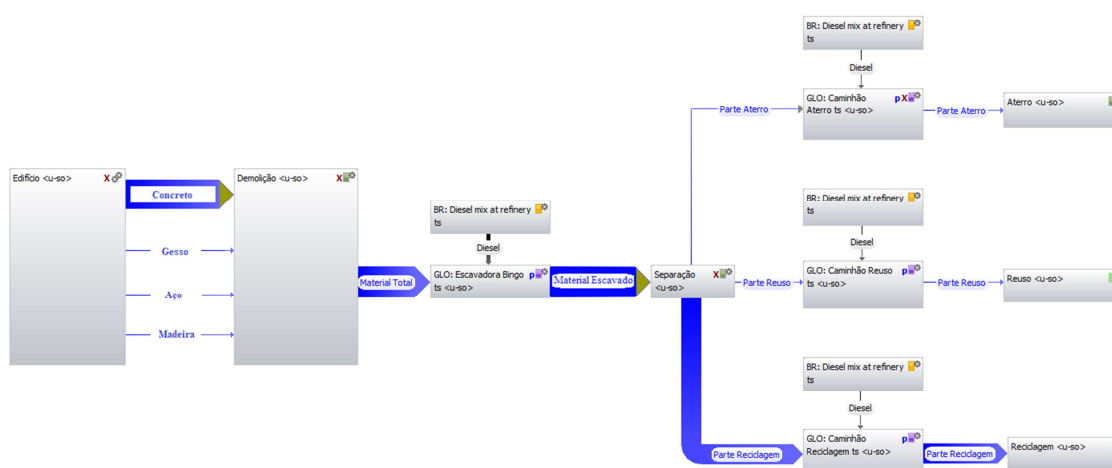 BR: Diesel mix at refinery
ts
Diesel
GLO: Caminhão pX
Aterro ts <u-so>
Parte Aterro
Parte Aterro
Aterro <u-so>
Edifício <u-so> X
Concreto
Gesso
Aço
Madeira
Demolição <u-so> X
Material Total
BR: Diesel mix at refinery
ts
Diesel
GLO: Escavadora Bingo p
ts <u-so>
Material Escavado
Separação X
<u-so>
BR: Diesel mix at refinery
ts
Diesel
Parte Reuso
GLO: Caminhão Reuso p
ts <u-so>
Parte Reuso
Reuso <u-so>
BR: Diesel mix at refinery
ts
Diesel
Parte Reciclagem
GLO: Caminhão p
Reciclagem ts <u-so>
Parte Reciclagem
Reciclagem <u-so>